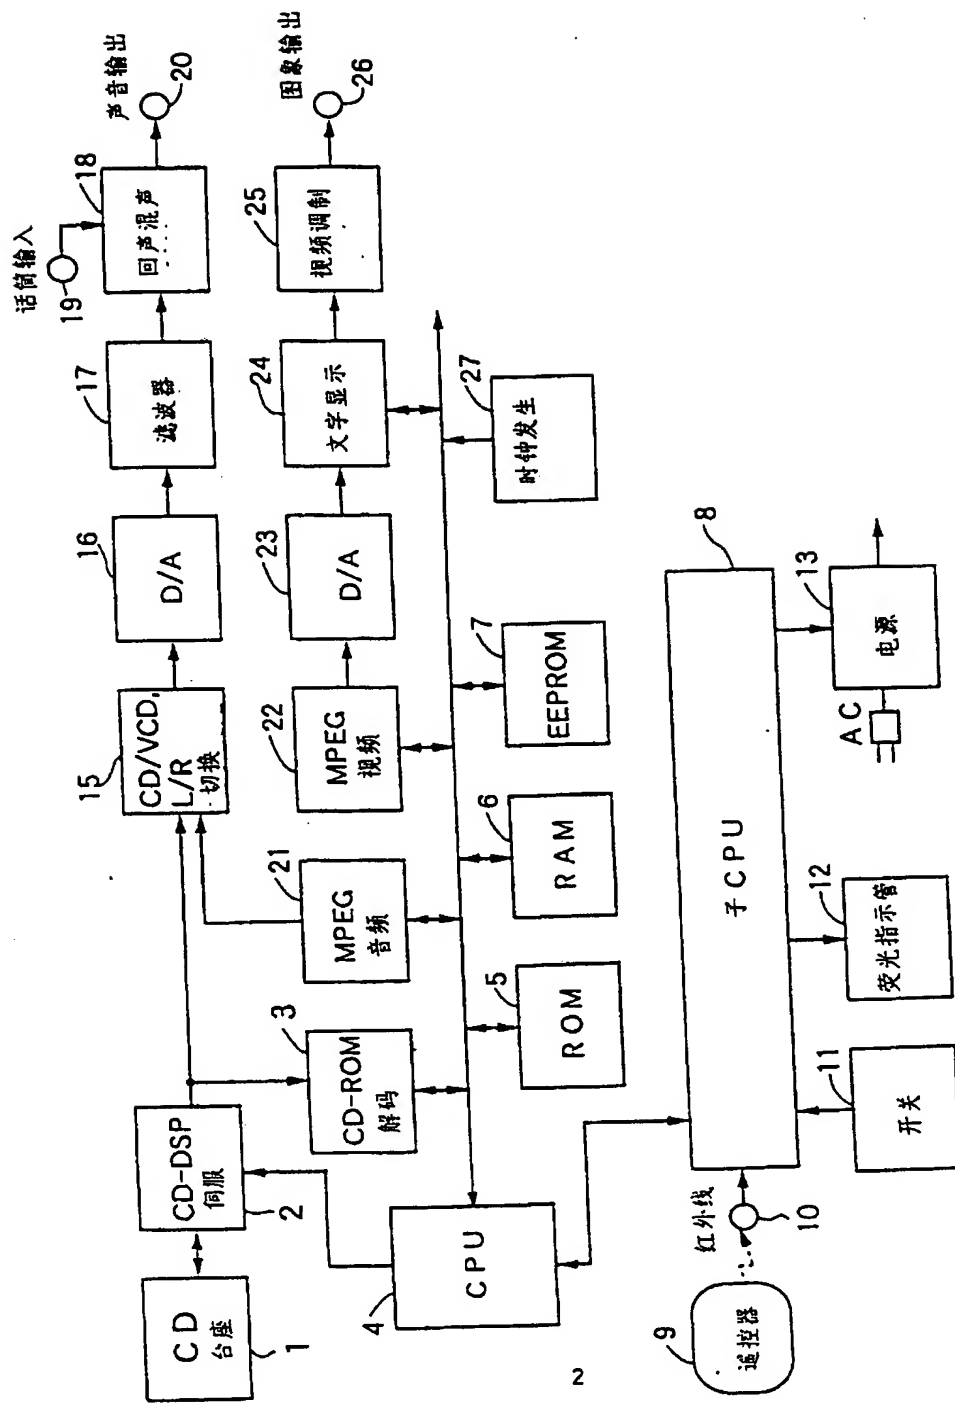 话筒输入
19
声音输出
20
18
回声混声
17
滤波器
16
D/A
15
CD/VCD,
L/R
切换
CD-DSP
伺服
2
CD
台座
1
图象输出
26
25
视频调制
24
文字显示
23
D/A
22
MPEG
视频
21
MPEG
音频
3
CD-ROM
解码
27
时钟发生
7
EEPROM
6
RAM
5
ROM
4
CPU
8
子CPU
13
电源
AC
12
荧光指示管
11
开关
红外线
10
9
遥控器
2